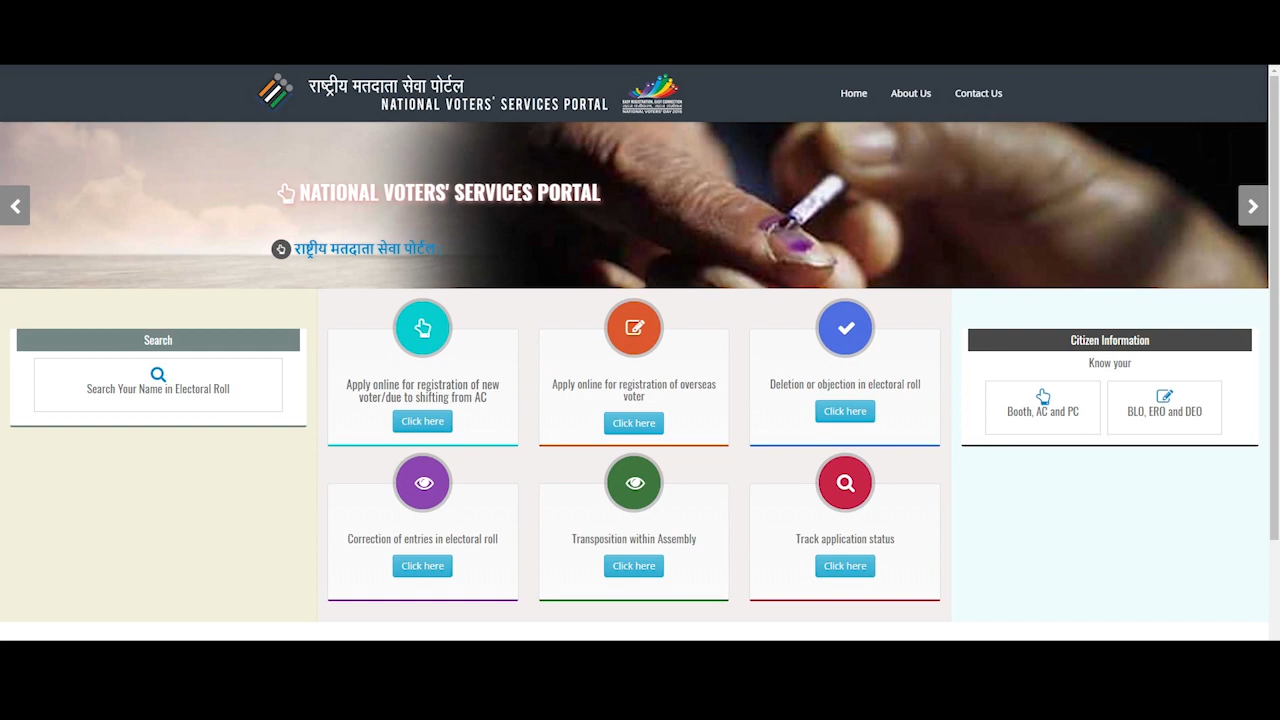 राष्ट्रीय मतदाता सेवा पोर्टल
NATIONAL VOTERS' SERVICES PORTAL
NATIONAL VOTERS' DAY 2016
Home
About Us
Contact Us
NATIONAL VOTERS' SERVICES PORTAL
राष्ट्रीय मतदाता सेवा पोर्टल
Search
Search Your Name in Electoral Roll
Apply online for registration of new
voter/due to shifting from AC
Click here
Apply online for registration of overseas
voter
Click here
Deletion or objection in electoral roll
Click here
Citizen Information
Know your
Booth, AC and PC
BLO, ERO and DEO
Correction of entries in electoral roll
Click here
Transposition within Assembly
Click here
Track application status
Click here